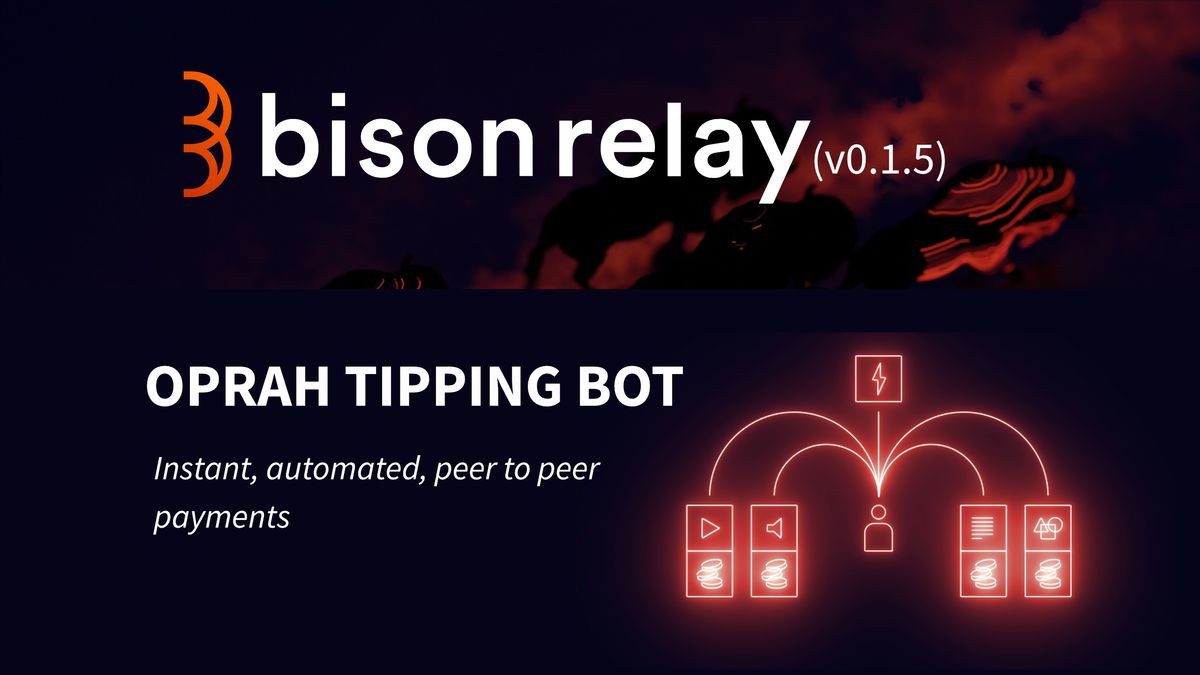 bison relay (v0.1.5)
OPRAH TIPPING BOT
Instant, automated, peer to peer
payments